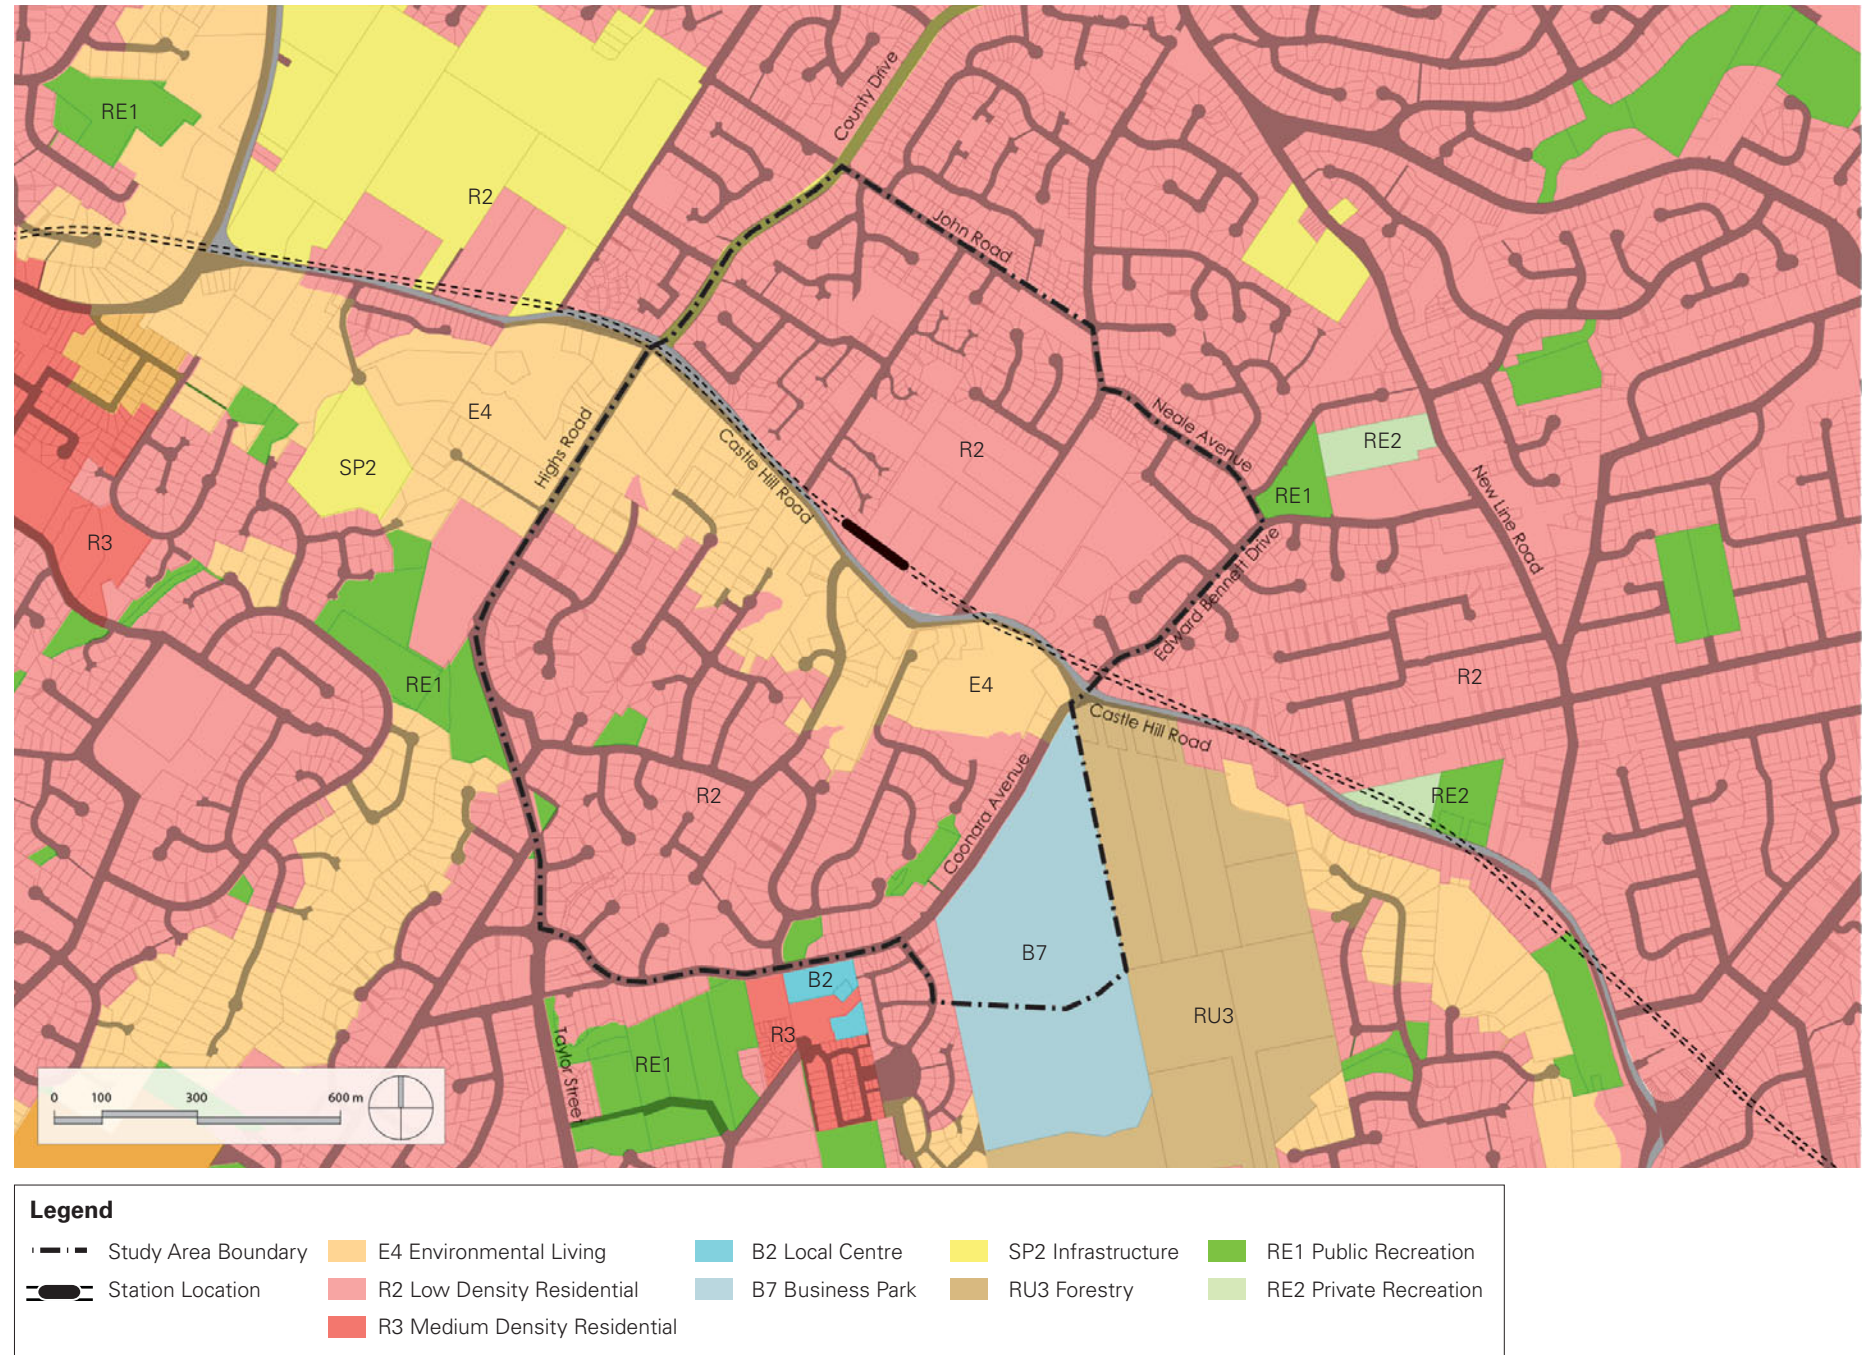 County Drive
RE1
R2
John Road
E4
Highs Road
Castle Hill Road
R2
Neale Avenue
RE2
RE1
New Line Road
SP2
R3
Edward Bennett Drive
RE1
E4
R2
Castle Hill Road
R2
Coonara Avenue
RE2
B7
B2
R3
RU3
RE1
Taylor Street
0 100 300 600 m
Legend
Study Area Boundary
Station Location
E4 Environmental Living
R2 Low Density Residential
R3 Medium Density Residential
B2 Local Centre
B7 Business Park
SP2 Infrastructure
RU3 Forestry
RE1 Public Recreation
RE2 Private Recreation